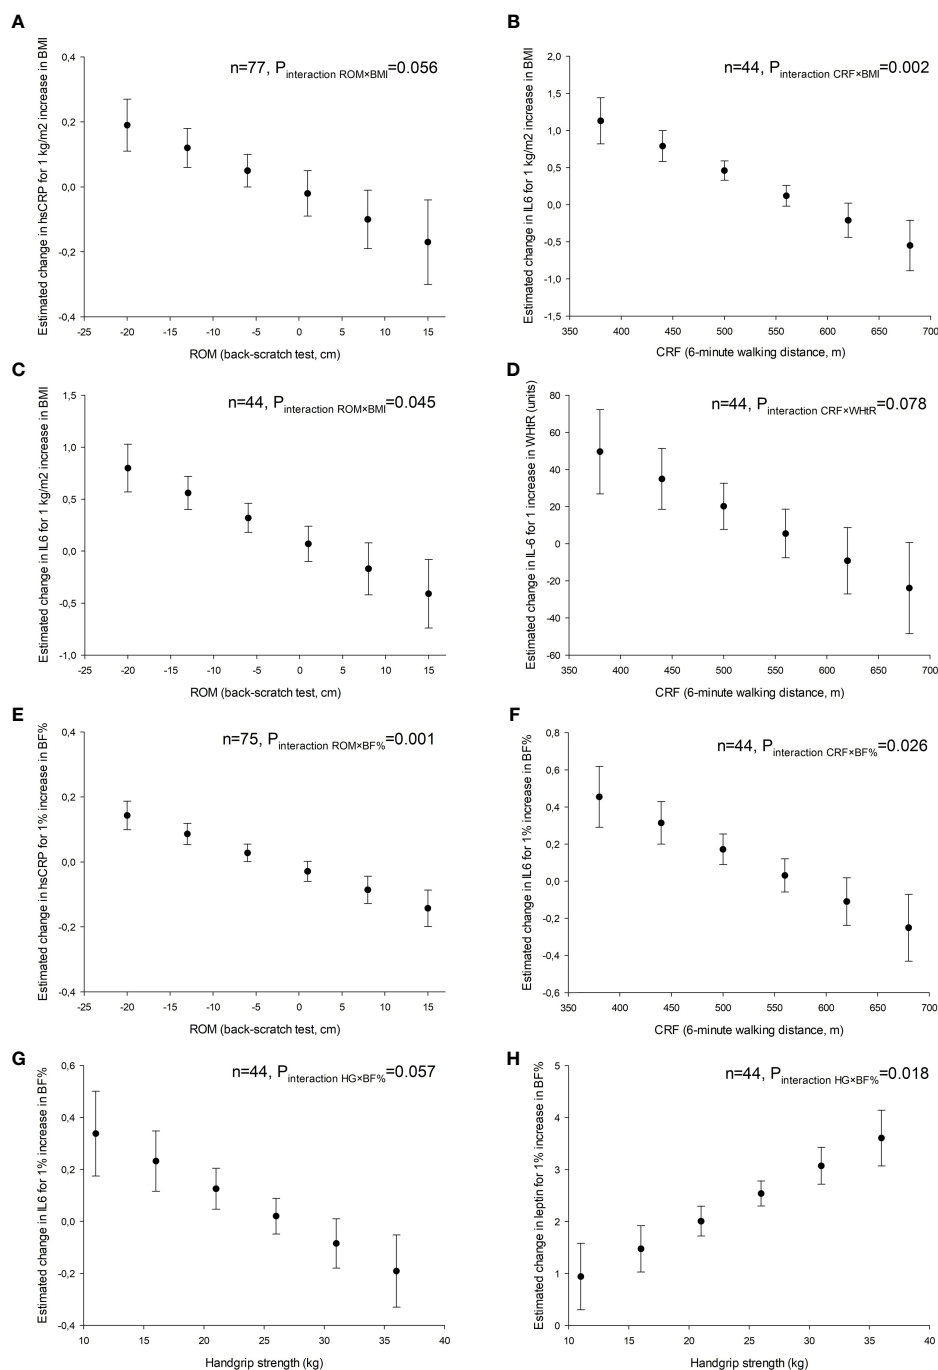 A
n=77, P interaction ROM×BMI=0.056
Estimated change in hsCRP for 1 kg/m2 increase in BMI
0,4
0,2
0,0
-0,2
-0,4
-25 -20 -15 -10 -5 0 5 10 15
ROM (back-scratch test, cm)
B
n=44, P interaction CRF×BMI=0.002
Estimated change in IL6 for 1 kg/m2 increase in BMI
2,0
1,5
1,0
0,5
0,0
-0,5
-1,0
-1,5
350 400 450 500 550 600 650 700
CRF (6-minute walking distance, m)
C
n=44, P interaction ROM×BMI=0.045
Estimated change in IL6 for 1 kg/m2 increase in BMI
1,5
1,0
0,5
0,0
-0,5
-1,0
-25 -20 -15 -10 -5 0 5 10 15
ROM (back-scratch test, cm)
D
n=44, P interaction CRF×WHtR=0.078
Estimated change in IL-6 for 1 increase in WHtR (units)
80
60
40
20
0
-20
-40
-60
350 400 450 500 550 600 650 700
CRF (6-minute walking distance, m)
E
n=75, P interaction ROM×BF%=0.001
Estimated change in hsCRP for 1% increase in BF%
0,4
0,2
0,0
-0,2
-0,4
-25 -20 -15 -10 -5 0 5 10 15
ROM (back-scratch test, cm)
F
n=44, P interaction CRF×BF%=0.026
Estimated change in IL6 for 1% increase in BF%
0,8
0,6
0,4
0,2
0,0
-0,2
-0,4
-0,6
350 400 450 500 550 600 650 700
CRF (6-minute walking distance, m)
G
n=44, P interaction HG×BF%=0.057
Estimated change in IL6 for 1% increase in BF%
0,6
0,4
0,2
0,0
-0,2
-0,4
10 15 20 25 30 35 40
Handgrip strength (kg)
H
n=44, P interaction HG×BF%=0.018
Estimated change in leptin for 1% increase in BF%
5
4
3
2
1
0
10 15 20 25 30 35 40
Handgrip strength (kg)